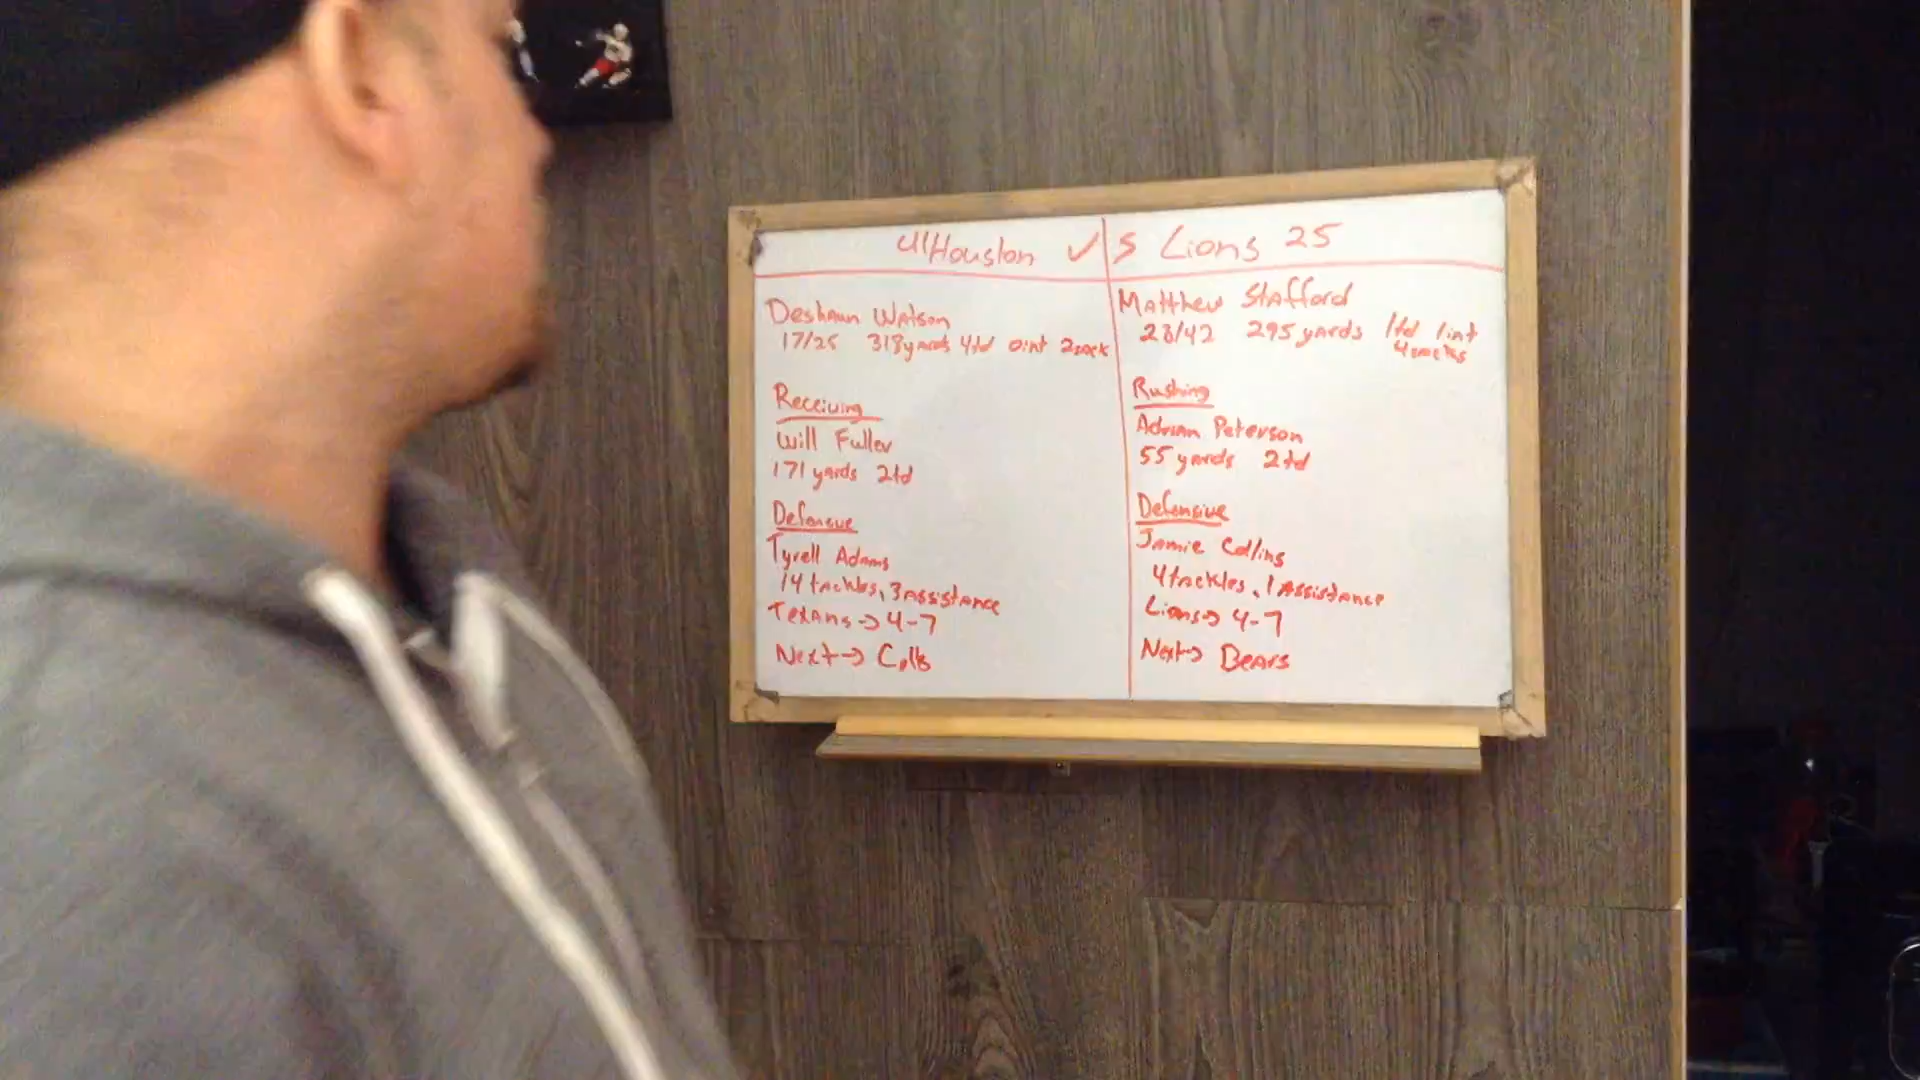 41 Houston VS Lions 25
Deshaun Watson
17/25 318 yards 4td 0int 2sack
Receiving
Will Fuller
171 yards 2td
Defensive
Tyrell Adams
14 tackles, 3 assistance
Texans → 4-7
Next → Colts
Matthew Stafford
28/42 295 yards 1td 1int
4sacks
Rushing
Adrian Peterson
55 yards 2td
Defensive
Jamie Collins
4 tackles, 1 Assistance
Lions → 4-7
Next → Bears